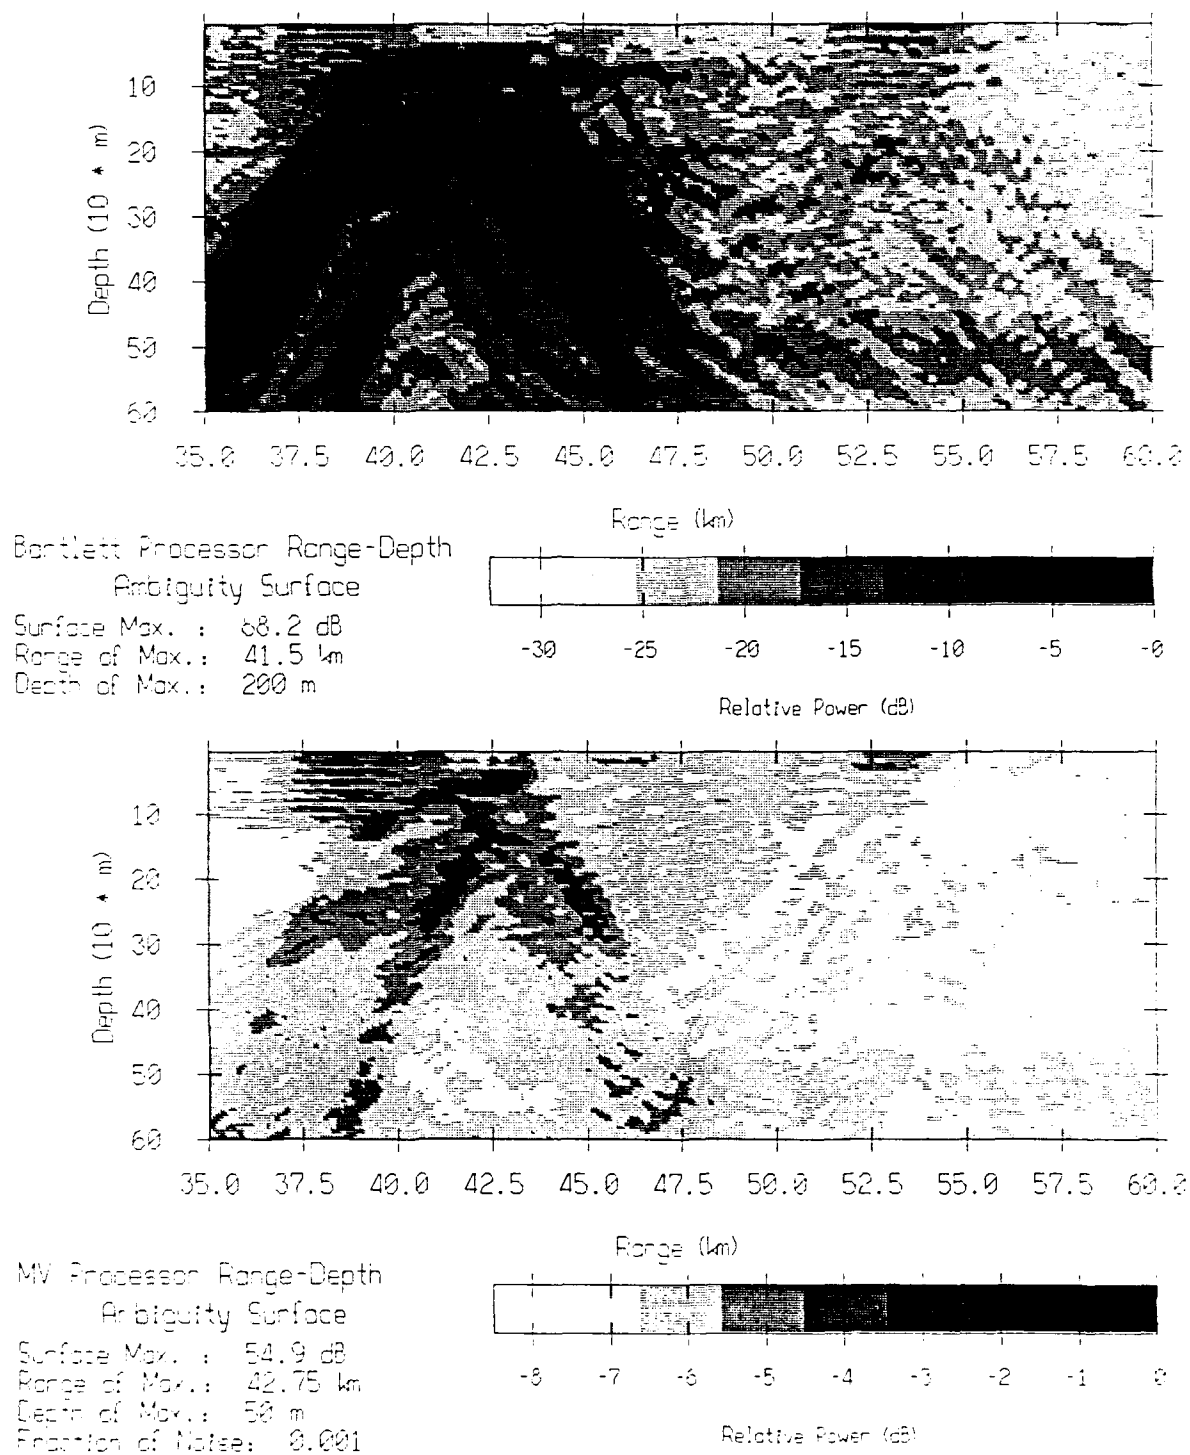 10
20
30
40
50
60
Depth (10 * m)
35.0 37.5 40.0 42.5 45.0 47.5 50.0 52.5 55.0 57.5 60.0
Range (km)
Bartlett Processor Range-Depth
Ambiguity Surface
Surface Max. : 68.2 dB
Range of Max.: 41.5 km
Depth of Max.: 200 m
-30 -25 -20 -15 -10 -5 -0
Relative Power (dB)
10
20
30
40
50
60
Depth (10 * m)
35.0 37.5 40.0 42.5 45.0 47.5 50.0 52.5 55.0 57.5 60.0
Range (km)
MV Processor Range-Depth
Ambiguity Surface
Surface Max. : 54.9 dB
Range of Max.: 42.75 km
Depth of Max.: 50 m
Fraction of Noise: 0.001
-8 -7 -6 -5 -4 -3 -2 -1 0
Relative Power (dB)